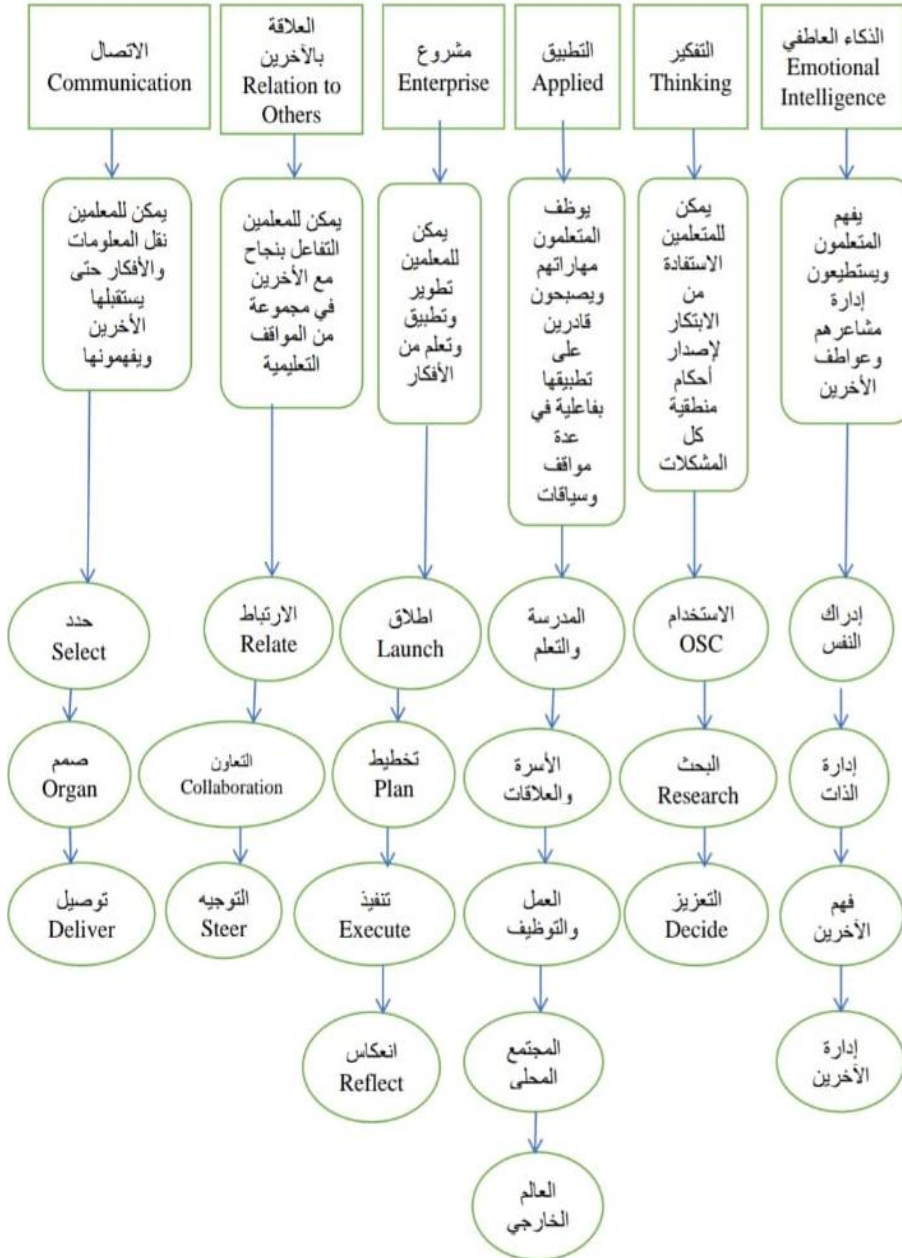 الذكاء العاطفي
Emotional
Intelligence
التفكير
Thinking
التطبيق
Applied
مشروع
Enterprise
العلاقة
بالآخرين
Relation to
Others
الاتصال
Communication
يفهم
المتعلمون
ويستطيعون
إدارة
مشاعرهم
وعواطف
الأخرين
يمكن
للمتعلمين
الاستفادة
من
الابتكار
لإصدار
أحكام
منطقية
كل
المشكلات
يوظف
المتعلمون
مهاراتهم
ويصبحون
قادرين
على
تطبيقها
بفاعلية في
عدة
مواقف
وسياقات
يمكن
للمعلمين
تطوير
وتطبيق
وتعلم من
الأفكار
يمكن للمعلمين
التفاعل بنجاح
مع الأخرين
في مجموعة
من المواقف
التعليمية
يمكن للمعلمين
نقل المعلومات
والأفكار حتى
يستقبلها
الأخرين
ويفهمونها
إدراك
النفس
الاستخدام
OSC
المدرسة
والتعلم
اطلاق
Launch
الارتباط
Relate
حدد
Select
إدارة
الذات
البحث
Research
الأسرة
والعلاقات
تخطيط
Plan
التعاون
Collaboration
صمم
Organ
فهم
الآخرين
التعزيز
Decide
العمل
والتوظيف
تنفيذ
Execute
التوجيه
Steer
توصيل
Deliver
إدارة
الأخرين
المجتمع
المحلى
انعكاس
Reflect
العالم
الخارجي